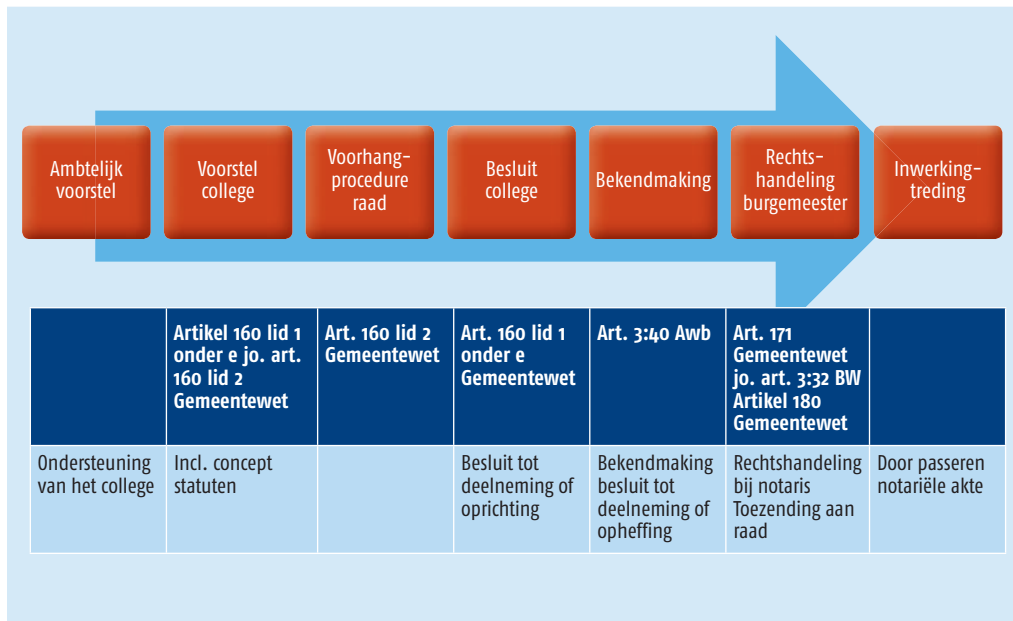 Ambtelijk
voorstel
Voorstel
college
Voorhang-
procedure
raad
Besluit
college
Bekendmaking
Rechts-
handeling
burgemeester
Inwerking-
treding
Artikel 160 lid 1
onder e jo. art.
160 lid 2
Gemeentewet
Art. 160 lid 2
Gemeentewet
Art. 160 lid 1
onder e
Gemeentewet
Art. 3:40 Awb
Art. 171
Gemeentewet
jo. art. 3:32 BW
Artikel 180
Gemeentewet
Ondersteuning
van het college
Incl. concept
statuten
Besluit tot
deelneming of
oprichting
Bekendmaking
besluit tot
deelneming of
opheffing
Rechtshandeling
bij notaris
Toezending aan
raad
Door passeren
notariële akte